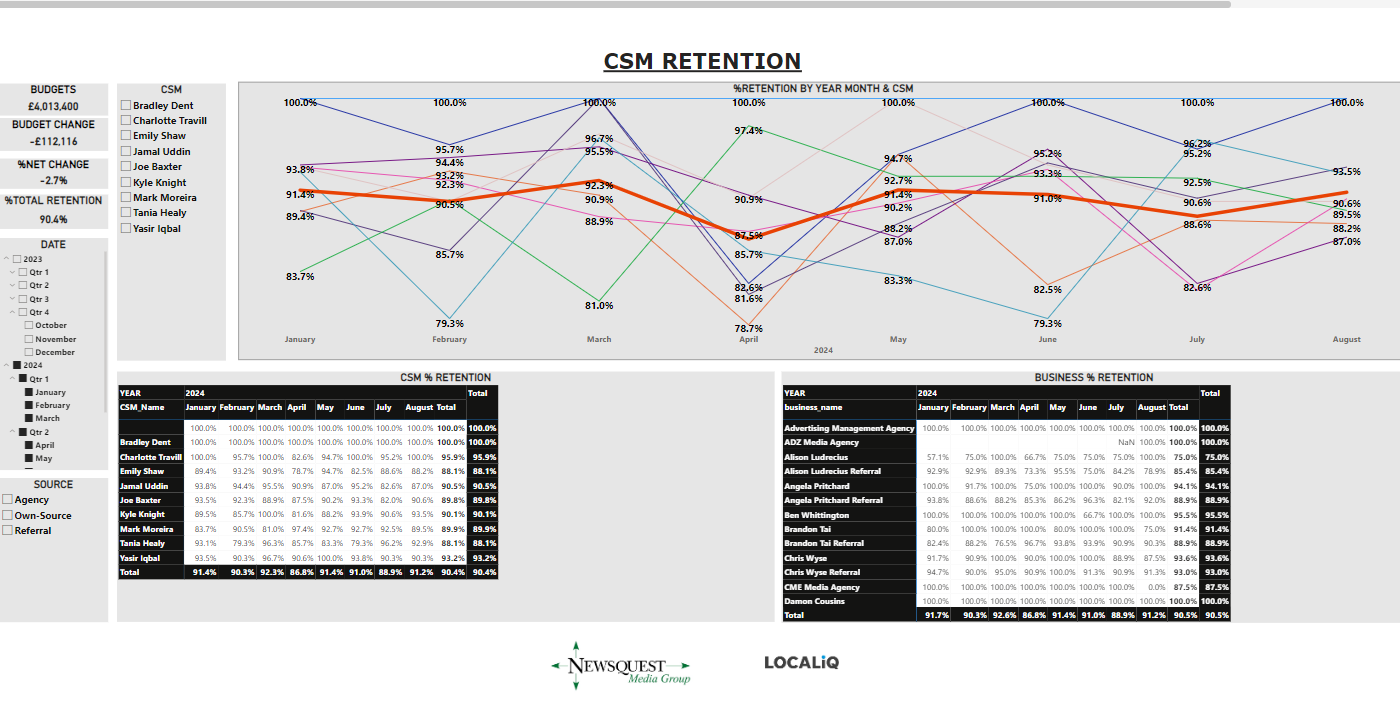 CSM RETENTION
BUDGETS
£4,013,400
BUDGET CHANGE
-£112,116
%NET CHANGE
-2.7%
%TOTAL RETENTION
90.4%
DATE
2023
Qtr 1
Qtr 2
Qtr 3
Qtr 4
October
November
December
2024
Qtr 1
January
February
March
Qtr 2
April
May
SOURCE
Agency
Own-Source
Referral
CSM
Bradley Dent
Charlotte Travill
Emily Shaw
Jamal Uddin
Joe Baxter
Kyle Knight
Mark Moreira
Tania Healy
Yasir Iqbal
%RETENTION BY YEAR MONTH & CSM
100.0% 100.0% 100.0% 100.0% 100.0% 100.0% 100.0% 100.0%
93.8% 91.4% 89.4% 83.7%
95.7% 94.4% 93.2% 92.3% 90.5% 85.7% 79.3%
96.7% 95.5% 92.3% 90.9% 88.9% 81.0%
97.4% 90.9% 87.5% 85.7% 82.6% 81.6% 78.7%
94.7% 92.7% 91.4% 90.2% 88.2% 87.0% 83.3%
95.2% 93.3% 91.0% 82.5% 79.3%
96.2% 95.2% 92.5% 90.6% 88.6% 82.6%
93.5% 90.6% 89.5% 88.2% 87.0%
January February March April May June July August
2024
CSM % RETENTION
YEAR 2024 Total
CSM_Name January February March April May June July August Total
100.0% 100.0% 100.0% 100.0% 100.0% 100.0% 100.0% 100.0% 100.0% 100.0%
Bradley Dent 100.0% 100.0% 100.0% 100.0% 100.0% 100.0% 100.0% 100.0% 100.0% 100.0%
Charlotte Travill 100.0% 95.7% 100.0% 82.6% 94.7% 100.0% 95.2% 100.0% 95.9% 95.9%
Emily Shaw 89.4% 93.2% 90.9% 78.7% 94.7% 82.5% 88.6% 88.2% 88.1% 88.1%
Jamal Uddin 93.8% 94.4% 95.5% 90.9% 87.0% 95.2% 82.6% 87.0% 90.5% 90.5%
Joe Baxter 93.5% 92.3% 88.9% 87.5% 90.2% 93.3% 82.0% 90.6% 89.8% 89.8%
Kyle Knight 89.5% 85.7% 100.0% 81.6% 88.2% 93.9% 90.6% 93.5% 90.1% 90.1%
Mark Moreira 83.7% 90.5% 81.0% 97.4% 92.7% 92.7% 92.5% 89.5% 89.9% 89.9%
Tania Healy 93.1% 79.3% 96.3% 85.7% 83.3% 79.3% 96.2% 92.9% 88.1% 88.1%
Yasir Iqbal 93.5% 90.3% 96.7% 90.6% 100.0% 93.8% 90.3% 90.3% 93.2% 93.2%
Total 91.4% 90.3% 92.3% 86.8% 91.4% 91.0% 88.9% 91.2% 90.4% 90.4%
BUSINESS % RETENTION
YEAR 2024 Total
business_name January February March April May June July August Total
Advertising Management Agency 100.0% 100.0% 100.0% 100.0% 100.0% 100.0% 100.0% 100.0% 100.0% 100.0%
ADZ Media Agency NaN 100.0% 100.0% 100.0%
Alison Ludrecius 57.1% 75.0% 100.0% 66.7% 75.0% 100.0% 75.0% 100.0% 75.0% 75.0%
Alison Ludrecius Referral 92.9% 92.9% 89.3% 73.3% 95.5% 75.0% 84.2% 78.9% 85.4% 85.4%
Angela Pritchard 100.0% 91.7% 100.0% 75.0% 100.0% 90.0% 100.0% 100.0% 94.1% 94.1%
Angela Pritchard Referral 93.8% 88.6% 88.2% 85.3% 86.2% 96.3% 82.1% 92.0% 88.9% 88.9%
Ben Whittington 100.0% 100.0% 100.0% 100.0% 100.0% 66.7% 100.0% 100.0% 95.5% 95.5%
Brandon Tai 80.0% 100.0% 100.0% 100.0% 80.0% 100.0% 100.0% 75.0% 91.4% 91.4%
Brandon Tai Referral 82.4% 88.2% 76.5% 96.7% 93.8% 93.9% 90.9% 90.3% 88.9% 88.9%
Chris Wyse 91.7% 90.9% 100.0% 90.0% 100.0% 100.0% 88.9% 87.5% 93.6% 93.6%
Chris Wyse Referral 94.7% 90.0% 95.0% 90.9% 100.0% 91.3% 90.9% 91.3% 93.0% 93.0%
CME Media Agency 100.0% 100.0% 100.0% 100.0% 100.0% 100.0% 100.0% 0.0% 87.5% 87.5%
Damon Cousins 100.0% 100.0% 100.0% 100.0% 100.0% 100.0% 100.0% 100.0% 100.0% 100.0%
Total 91.7% 90.3% 92.6% 86.8% 91.4% 91.0% 88.9% 91.2% 90.5% 90.5%
NEWSQUEST
Media Group
LOCALiQ